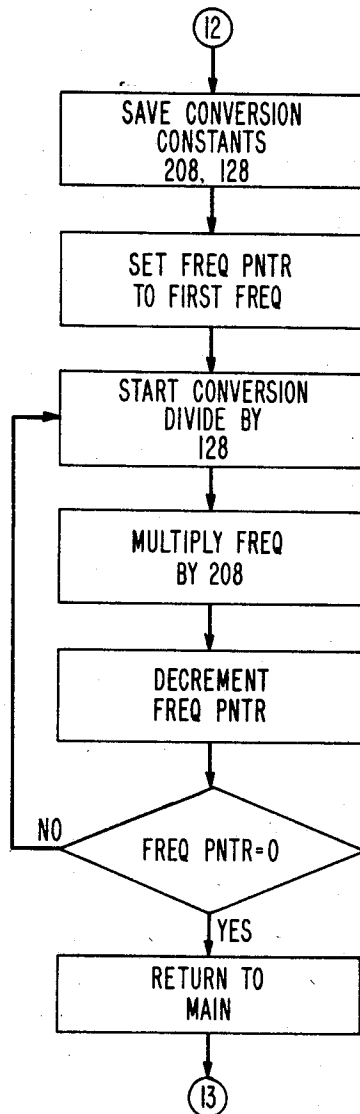 12
SAVE CONVERSION
CONSTANTS
208, 128
SET FREQ PNTR
TO FIRST FREQ
START CONVERSION
DIVIDE BY
128
MULTIPLY FREQ
BY 208
DECREMENT
FREQ PNTR
NO
FREQ PNTR=0
YES
RETURN TO
MAIN
13